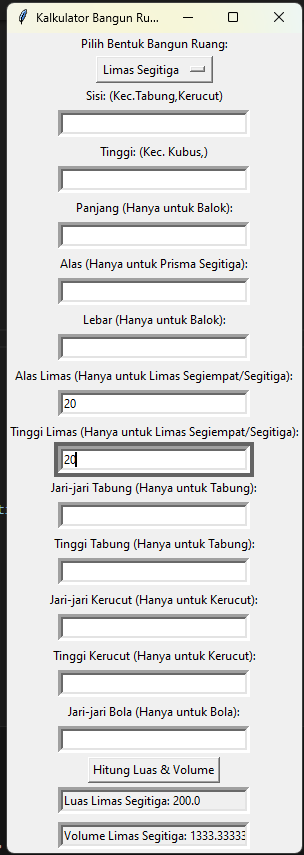 Kalkulator Bangun Ru...
Pilih Bentuk Bangun Ruang:
Limas Segitiga
Sisi: (Kec.Tabung,Kerucut)
Tinggi: (Kec. Kubus,)
Panjang (Hanya untuk Balok):
Alas (Hanya untuk Prisma Segitiga):
Lebar (Hanya untuk Balok):
Alas Limas (Hanya untuk Limas Segiempat/Segitiga):
20
Tinggi Limas (Hanya untuk Limas Segiempat/Segitiga):
20
Jari-jari Tabung (Hanya untuk Tabung):
Tinggi Tabung (Hanya untuk Tabung):
Jari-jari Kerucut (Hanya untuk Kerucut):
Tinggi Kerucut (Hanya untuk Kerucut):
Jari-jari Bola (Hanya untuk Bola):
Hitung Luas & Volume
Luas Limas Segitiga: 200.0
Volume Limas Segitiga: 1333.33333